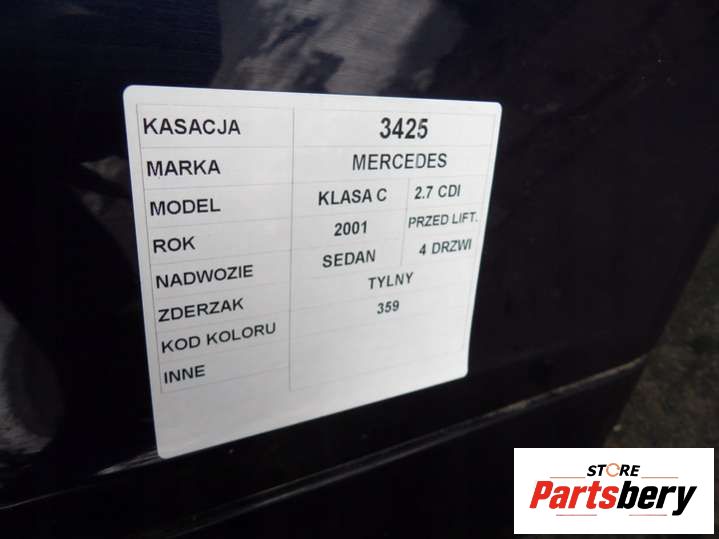 KASACJA 3425
MARKA MERCEDES
MODEL KLASA C 2.7 CDI
ROK 2001 PRZED LIFT.
NADWOZIE SEDAN 4 DRZWI
ZDERZAK TYLNY
KOD KOLORU 359
INNE
STORE
Partsbery